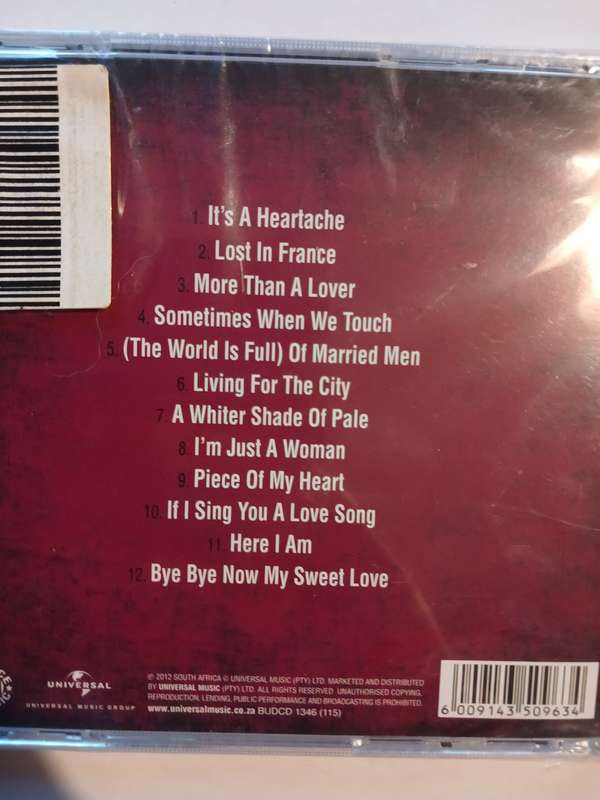 1. It's A Heartache
2. Lost In France
3. More Than A Lover
4. Sometimes When We Touch
5. (The World Is Full) Of Married Men
6. Living For The City
7. A Whiter Shade Of Pale
8. I'm Just A Woman
9. Piece Of My Heart
10. If I Sing You A Love Song
11. Here I Am
12. Bye Bye Now My Sweet Love
UNIVERSAL
UNIVERSAL MUSIC GROUP
℗ 2012 SOUTH AFRICA © UNIVERSAL MUSIC (PTY) LTD. MARKETED AND DISTRIBUTED
BY UNIVERSAL MUSIC (PTY) LTD. ALL RIGHTS RESERVED. UNAUTHORISED COPYING,
REPRODUCTION, LENDING, PUBLIC PERFORMANCE AND BROADCASTING IS PROHIBITED.
www.universalmusic.co.za BUDCD 1346 (115)
6 009143 509634